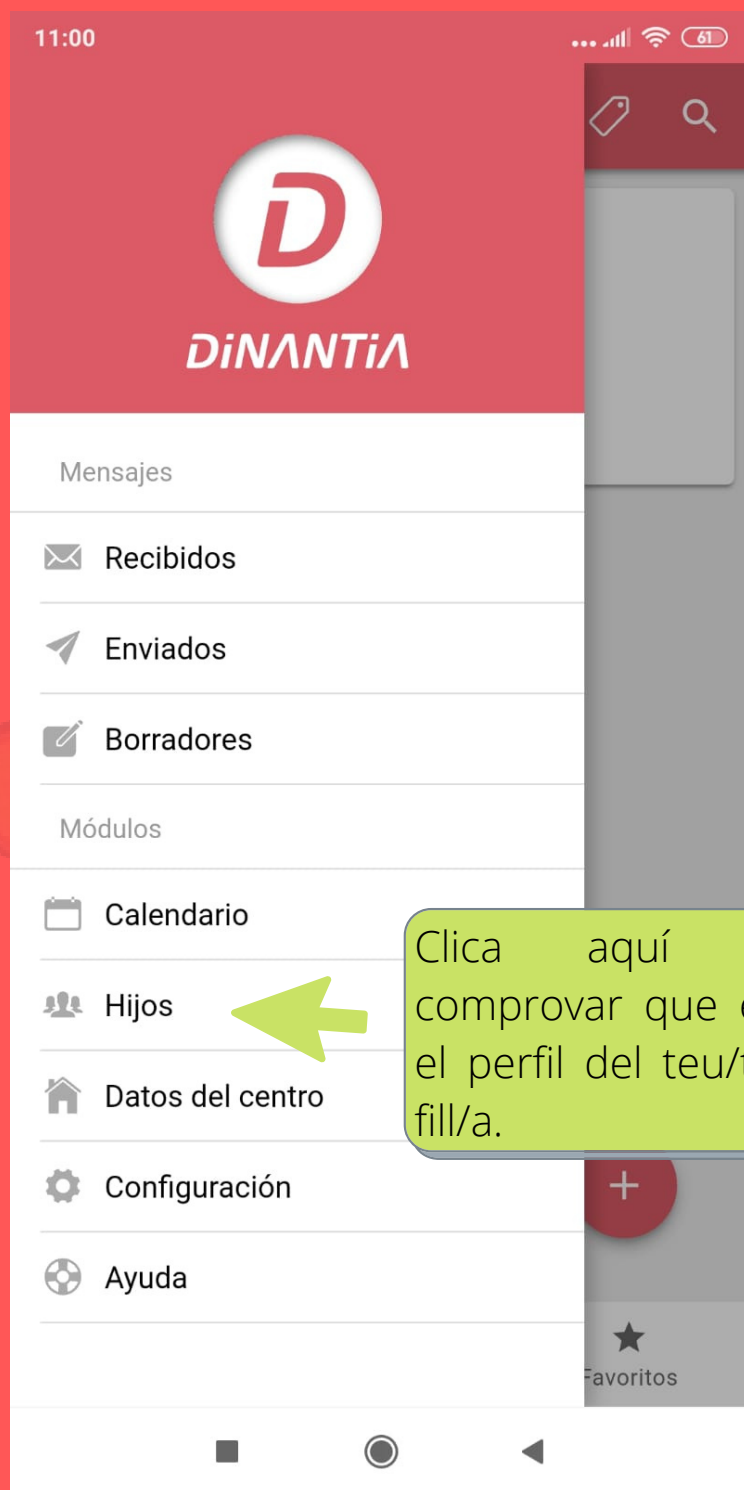 11:00
61
D
DiNANTiA
Mensajes
Recibidos
Enviados
Borradores
Módulos
Calendario
Hijos
Datos del centro
Configuración
Ayuda
Clica aquí
comprovar que
el perfil del teu/
fill/a.
Favoritos